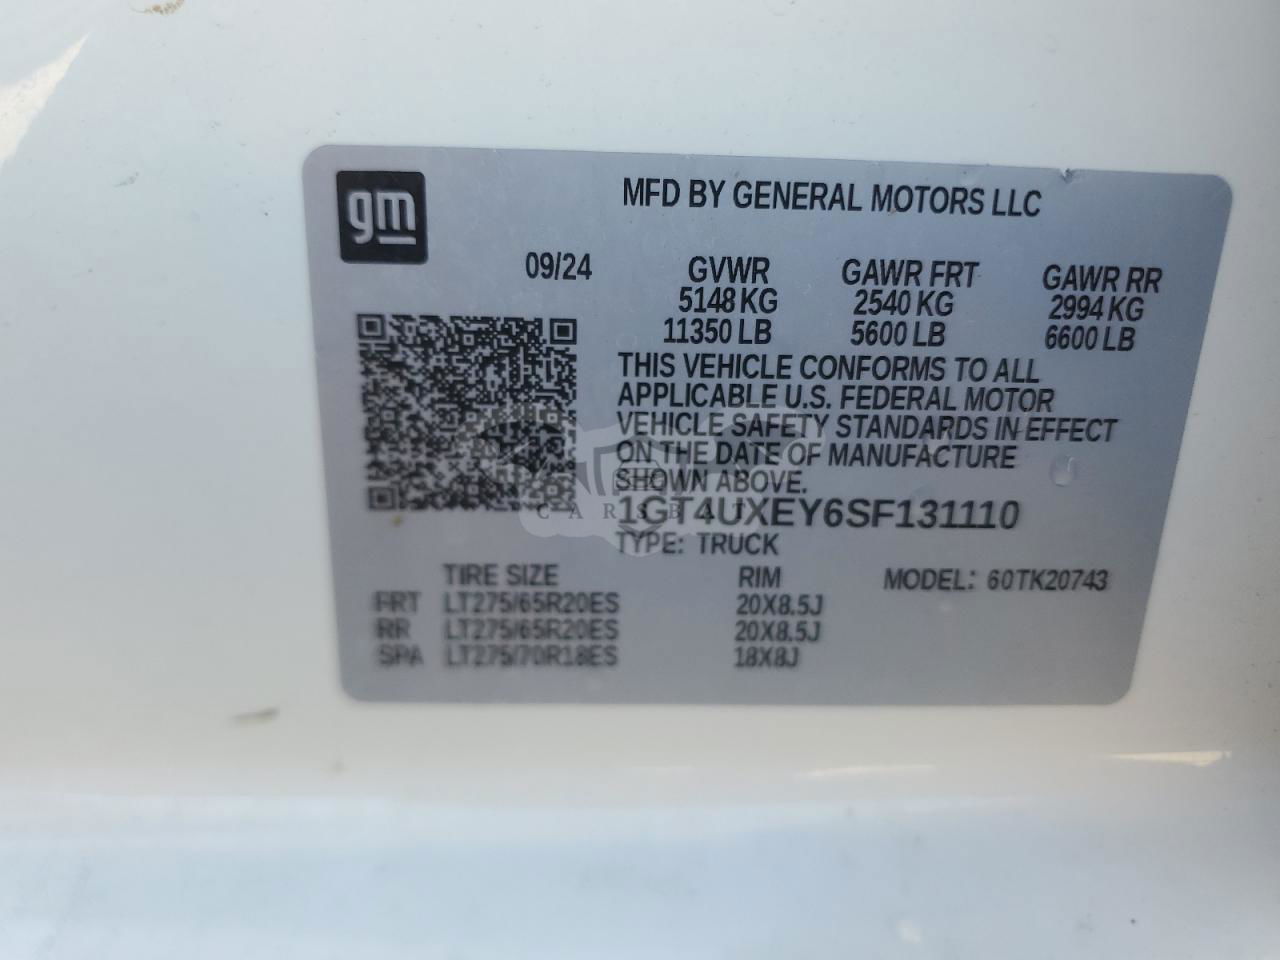 gm
MFD BY GENERAL MOTORS LLC
09/24 GVWR GAWR FRT GAWR RR
5148 KG 2540 KG 2994 KG
11350 LB 5600 LB 6600 LB
THIS VEHICLE CONFORMS TO ALL
APPLICABLE U.S. FEDERAL MOTOR
VEHICLE SAFETY STANDARDS IN EFFECT
ON THE DATE OF MANUFACTURE
SHOWN ABOVE.
CARSBAT
1GT4UXEY6SF131110
TYPE: TRUCK
TIRE SIZE RIM MODEL: 60TK20743
FRT LT275/65R20ES 20X8.5J
RR LT275/65R20ES 20X8.5J
SPA LT275/70R18ES 18X8J